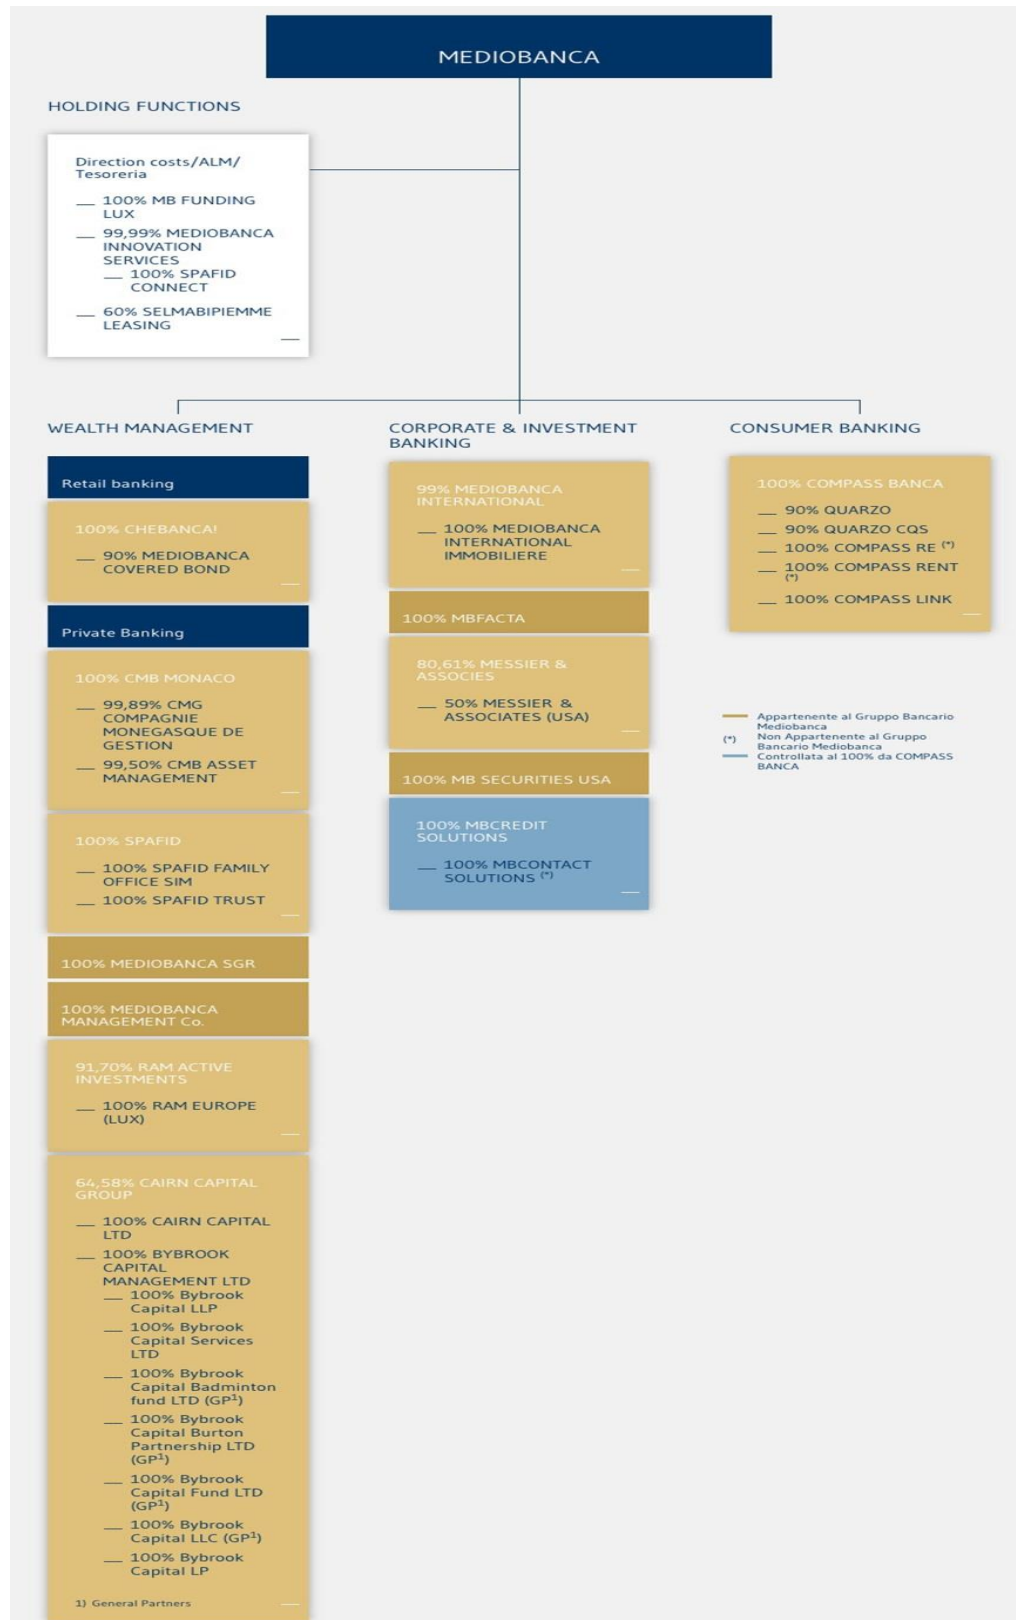 MEDIOBANCA
HOLDING FUNCTIONS
Direction costs/ALM/
Tesoreria
100% MB FUNDING
LUX
99,99% MEDIOBANCA
INNOVATION
SERVICES
100% SPAFID
CONNECT
60% SELMABIPIEMME
LEASING
WEALTH MANAGEMENT
Retail banking
100% CHEBANCA!
90% MEDIOBANCA
COVERED BOND
Private Banking
100% CMB MONACO
99,89% CMG
COMPAGNIE
MONEGASQUE DE
GESTION
99,50% CMB ASSET
MANAGEMENT
100% SPAFID
100% SPAFID FAMILY
OFFICE SIM
100% SPAFID TRUST
100% MEDIOBANCA SGR
100% MEDIOBANCA
MANAGEMENT Co.
91,70% RAM ACTIVE
INVESTMENTS
100% RAM EUROPE
(LUX)
64,58% CAIRN CAPITAL
GROUP
100% CAIRN CAPITAL
LTD
100% BYBROOK
CAPITAL
MANAGEMENT LTD
100% Bybrook
Capital LLP
100% Bybrook
Capital Services
LTD
100% Bybrook
Capital Badminton
fund LTD (GP¹)
100% Bybrook
Capital Burton
Partnership LTD
(GP¹)
100% Bybrook
Capital Fund LTD
(GP¹)
100% Bybrook
Capital LLC (GP¹)
100% Bybrook
Capital LP
1) General Partners
CORPORATE & INVESTMENT
BANKING
99% MEDIOBANCA
INTERNATIONAL
100% MEDIOBANCA
INTERNATIONAL
IMMOBILIERE
100% MBFACTA
80,61% MESSIER &
ASSOCIES
50% MESSIER &
ASSOCIATES (USA)
100% MB SECURITIES USA
100% MBCREDIT
SOLUTIONS
100% MBCONTACT
SOLUTIONS (*)
CONSUMER BANKING
100% COMPASS BANCA
90% QUARZO
90% QUARZO CQS
100% COMPASS RE (*)
100% COMPASS RENT
(*)
100% COMPASS LINK
Appartenente al Gruppo Bancario
Mediobanca
(*) Non Appartenente al Gruppo
Bancario Mediobanca
Controllata al 100% da COMPASS
BANCA